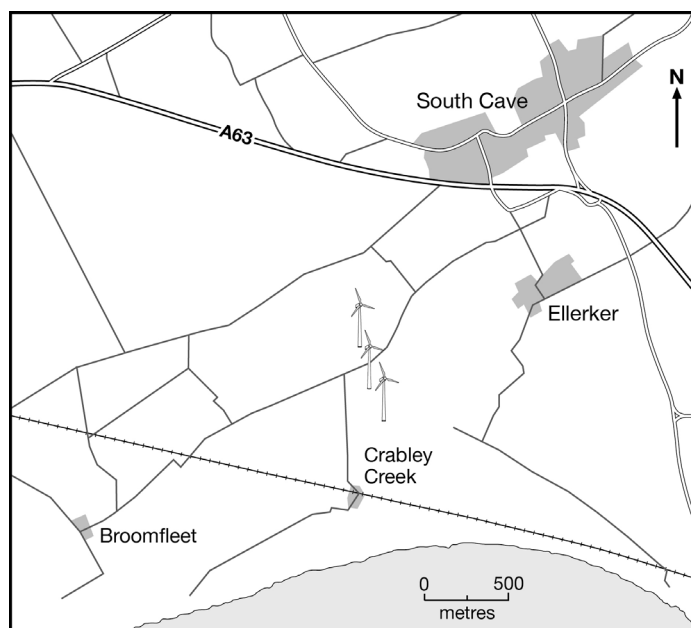 South Cave
N
A63
Ellerker
Crabley
Creek
Broomfleet
0 500
metres